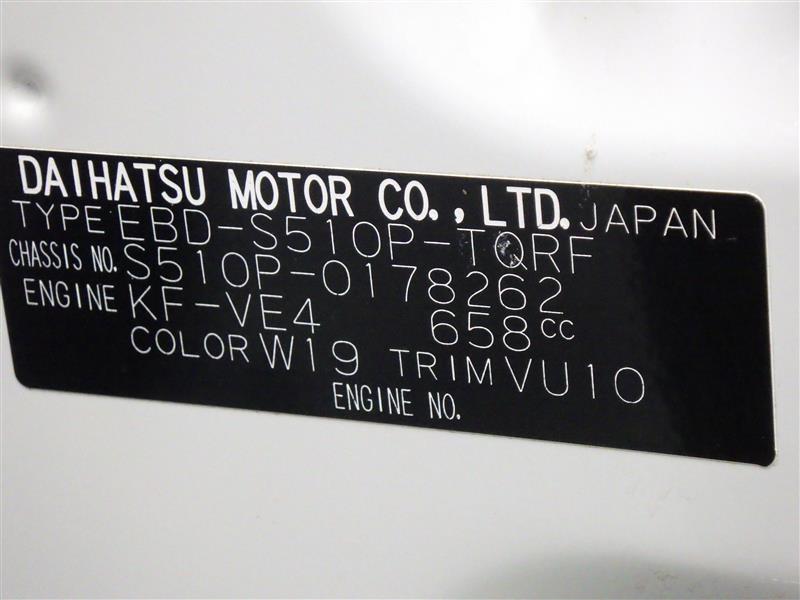 DAIHATSU MOTOR CO., LTD. JAPAN
TYPE EBD-S510P-TQRF
CHASSIS NO. S510P-0178262
ENGINE KF-VE4 658cc
COLOR W19 TRIM VU10
ENGINE NO.